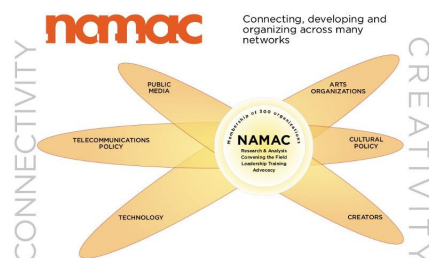 namac
Connecting, developing and
organizing across many
networks
CONNECTIVITY
CREATIVITY
PUBLIC
MEDIA
ARTS
ORGANIZATIONS
TELECOMMUNICATIONS
POLICY
Membership of 300 organizations
NAMAC
Research & Analysis
Convening the Field
Leadership Training
Advocacy
CULTURAL
POLICY
TECHNOLOGY
CREATORS